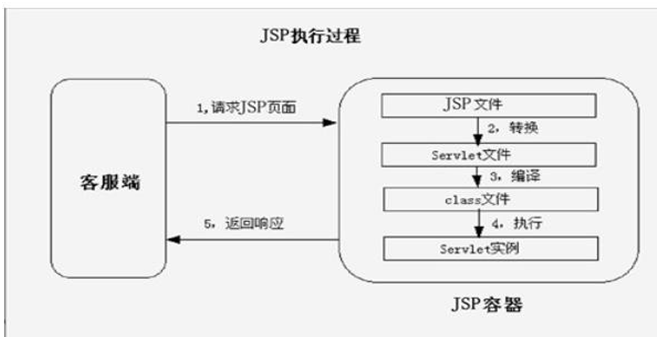 JSP执行过程
1,请求JSP页面
JSP文件
2，转换
Servlet文件
3，编译
客服端
class文件
5，返回响应
4，执行
Servlet实例
JSP容器